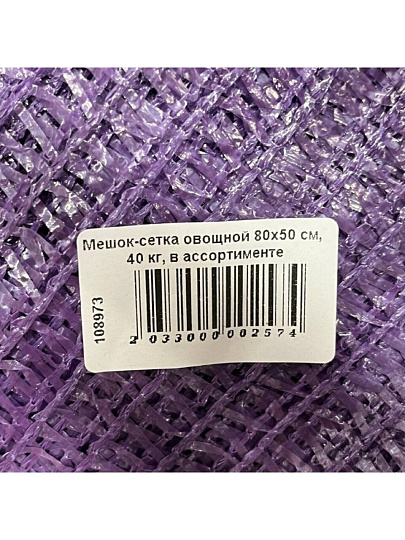 Мешок-сетка овощной 80х50 см,
40 кг, в ассортименте
108973
2 033000 002574